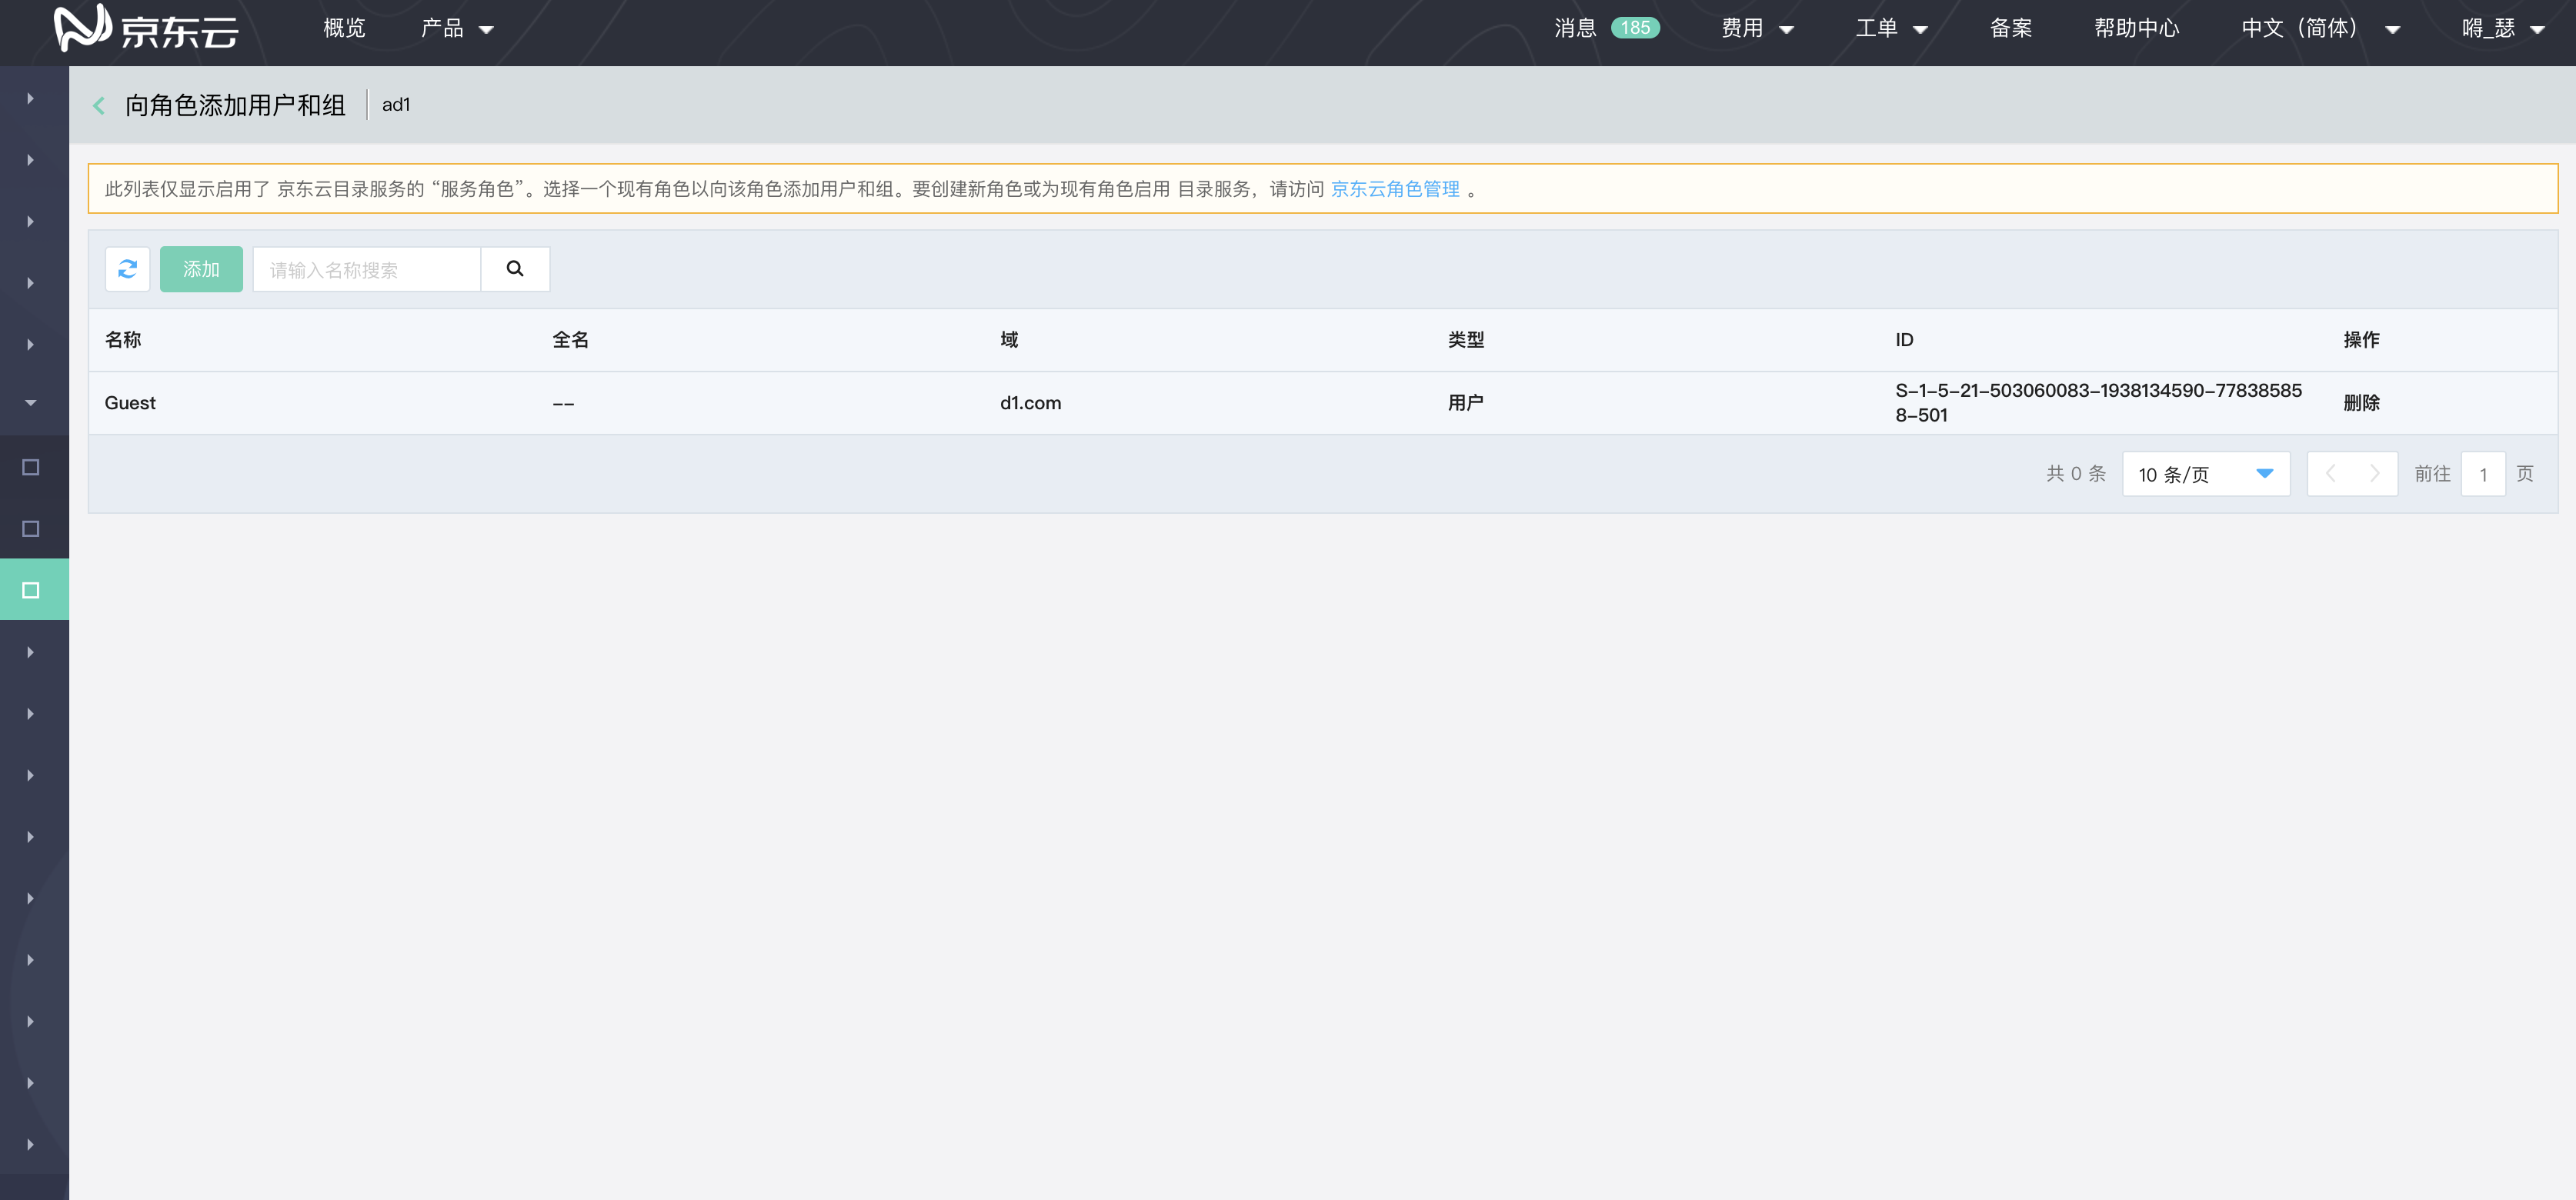 京东云 概览 产品 消息 185 费用 工单 备案 帮助中心 中文（简体） 嘚_瑟
向角色添加用户和组 ad1
此列表仅显示启用了 京东云目录服务的 “服务角色”。选择一个现有角色以向该角色添加用户和组。要创建新角色或为现有角色启用 目录服务，请访问 京东云角色管理 。
添加 请输入名称搜索
名称 全名 域 类型 ID 操作
Guest -- d1.com 用户 S-1-5-21-503060083-1938134590-77838585 删除
8-501
共 0 条 10 条/页 前往 1 页